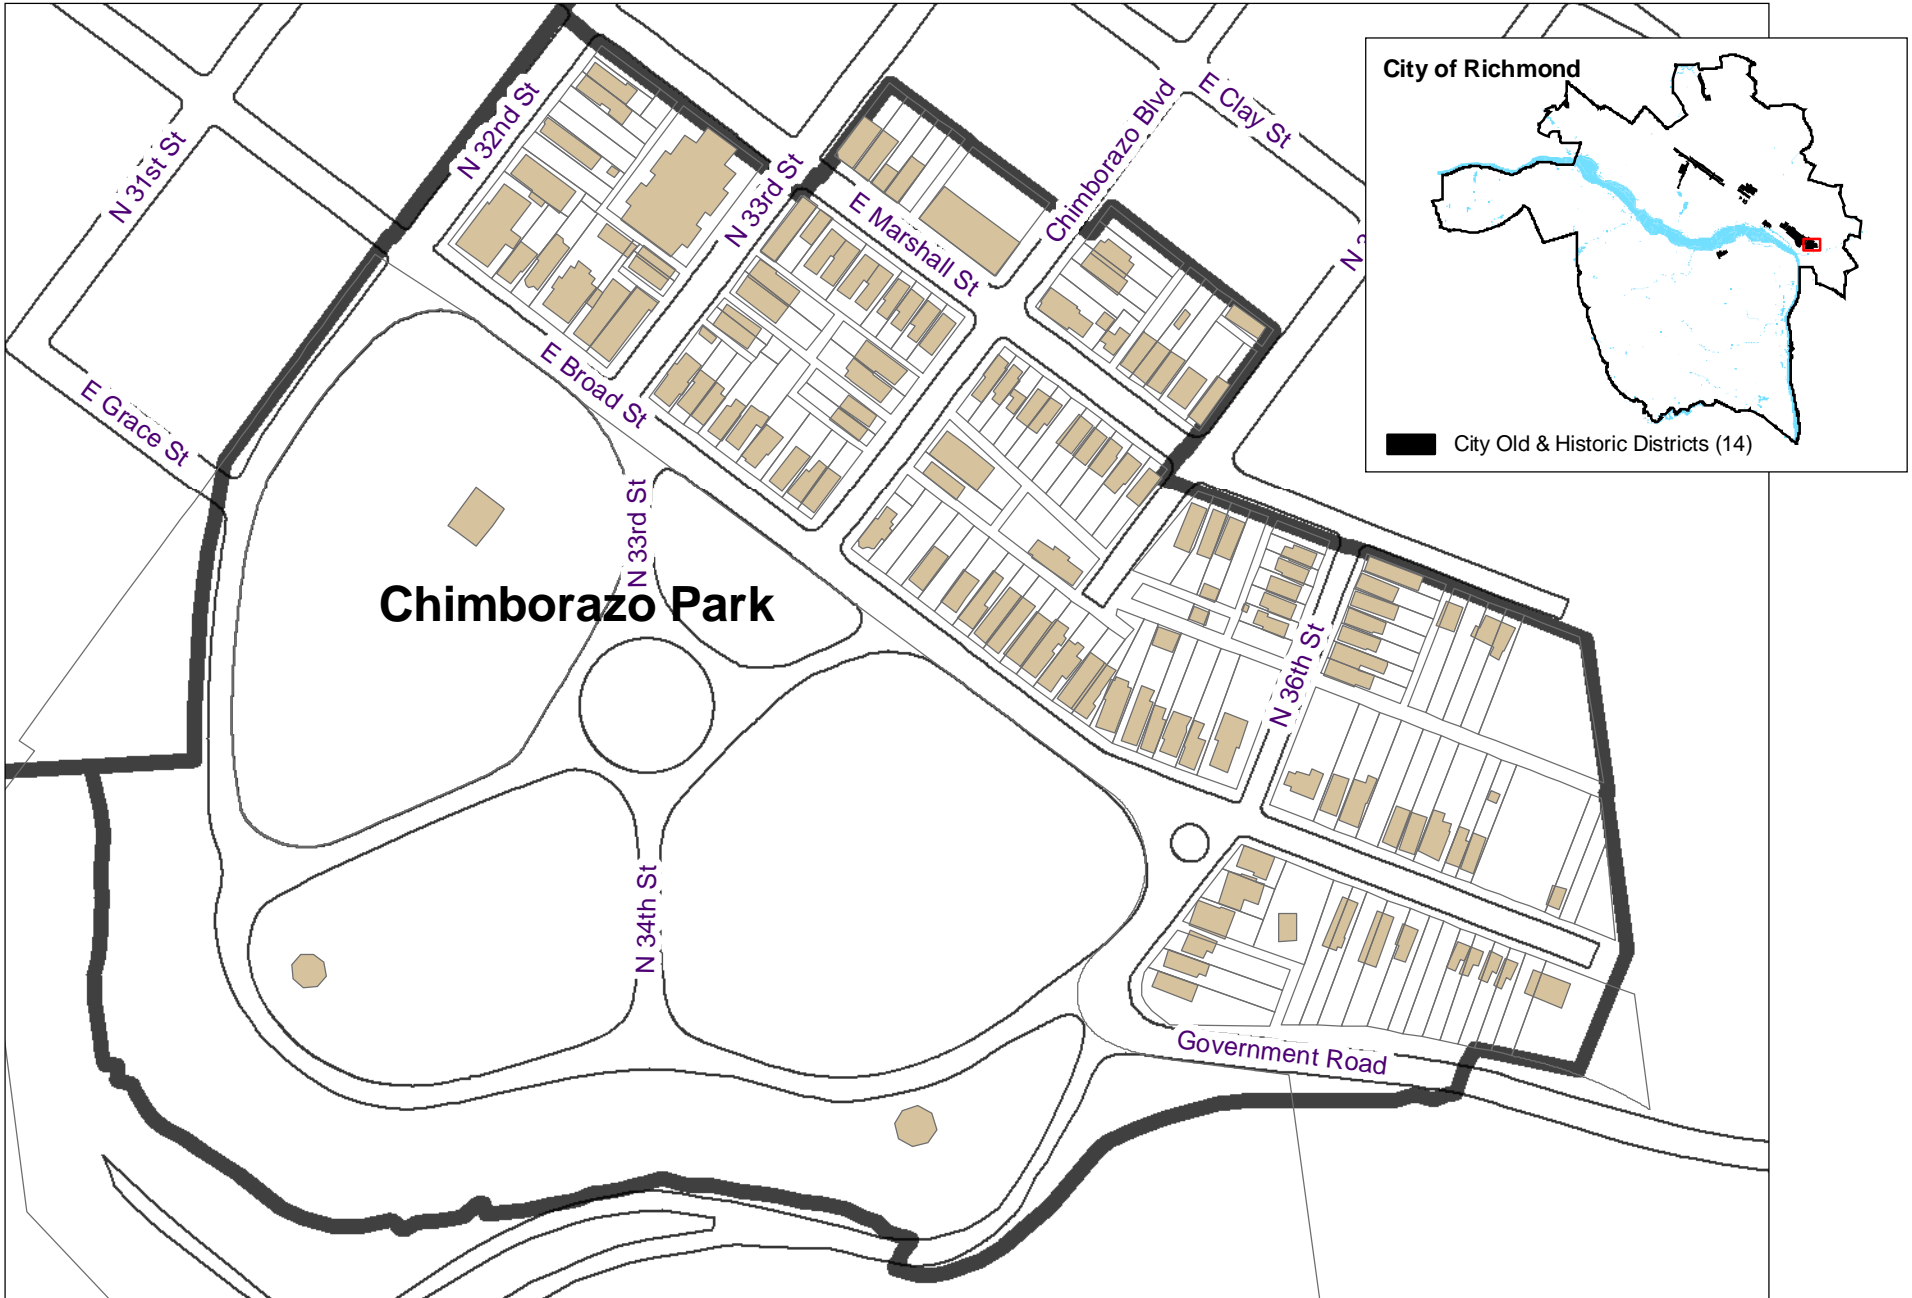 City of Richmond
City Old & Historic Districts (14)
E Clay St
Chimborazo Blvd
N 32nd St
N 31st St
N 33rd St
E Marshall St
N 3
E Broad St
E Grace St
N 33rd St
Chimborazo Park
N 36th St
N 34th St
Government Road